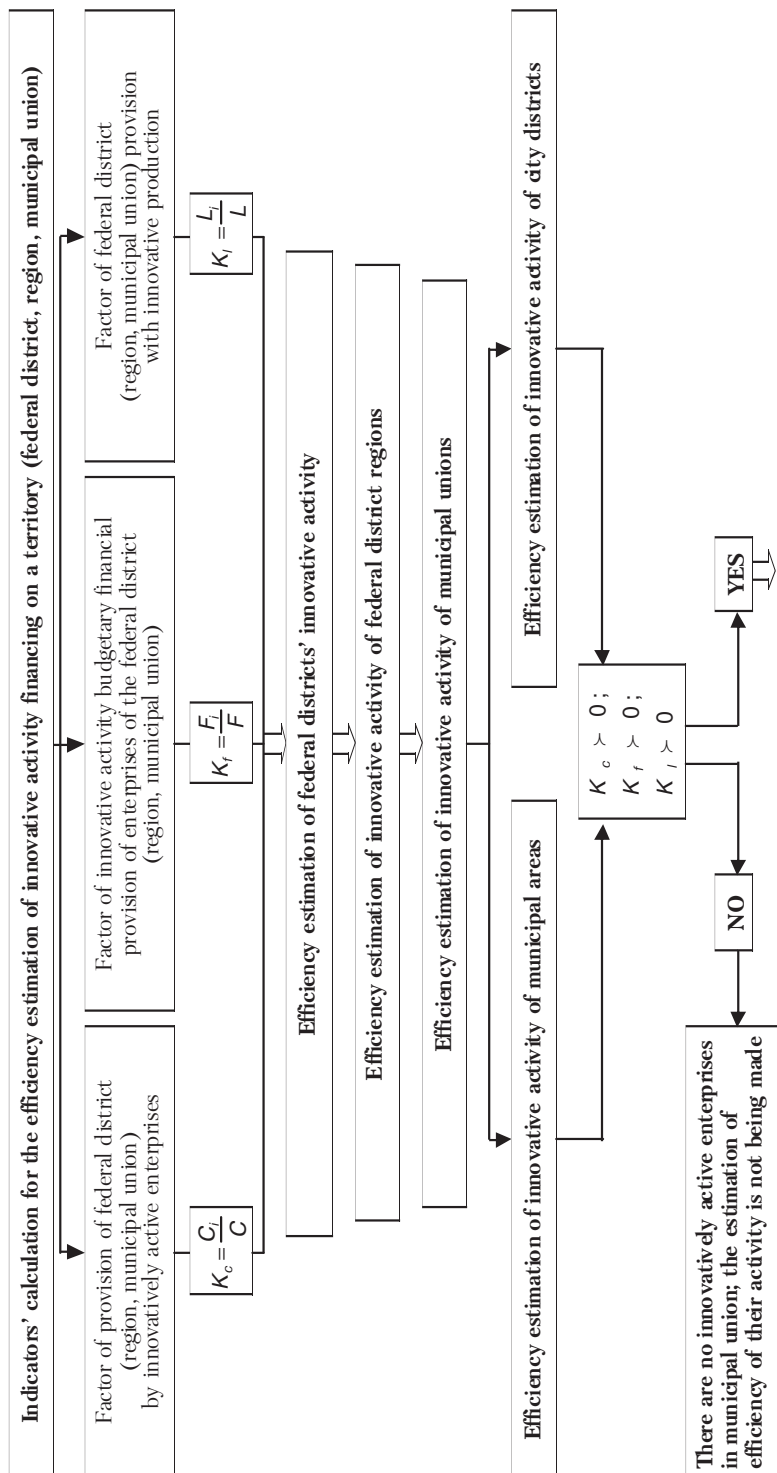 Indicators' calculation for the efficiency estimation of innovative activity financing on a territory (federal district, region, municipal union)
Factor of provision of federal district
(region, municipal union)
by innovatively active enterprises
Factor of innovative activity budgetary financial
provision of enterprises of the federal district
(region, municipal union)
Factor of federal district
(region, municipal union) provision
with innovative production
K_c = C_i / C
K_f = F_i / F
K_l = L_i / L
Efficiency estimation of federal districts' innovative activity
Efficiency estimation of innovative activity of federal district regions
Efficiency estimation of innovative activity of municipal unions
Efficiency estimation of innovative activity of municipal areas
Efficiency estimation of innovative activity of city districts
K_c ≻ 0;
K_f ≻ 0;
K_l ≻ 0
NO
YES
There are no innovatively active enterprises
in municipal union; the estimation of
efficiency of their activity is not being made